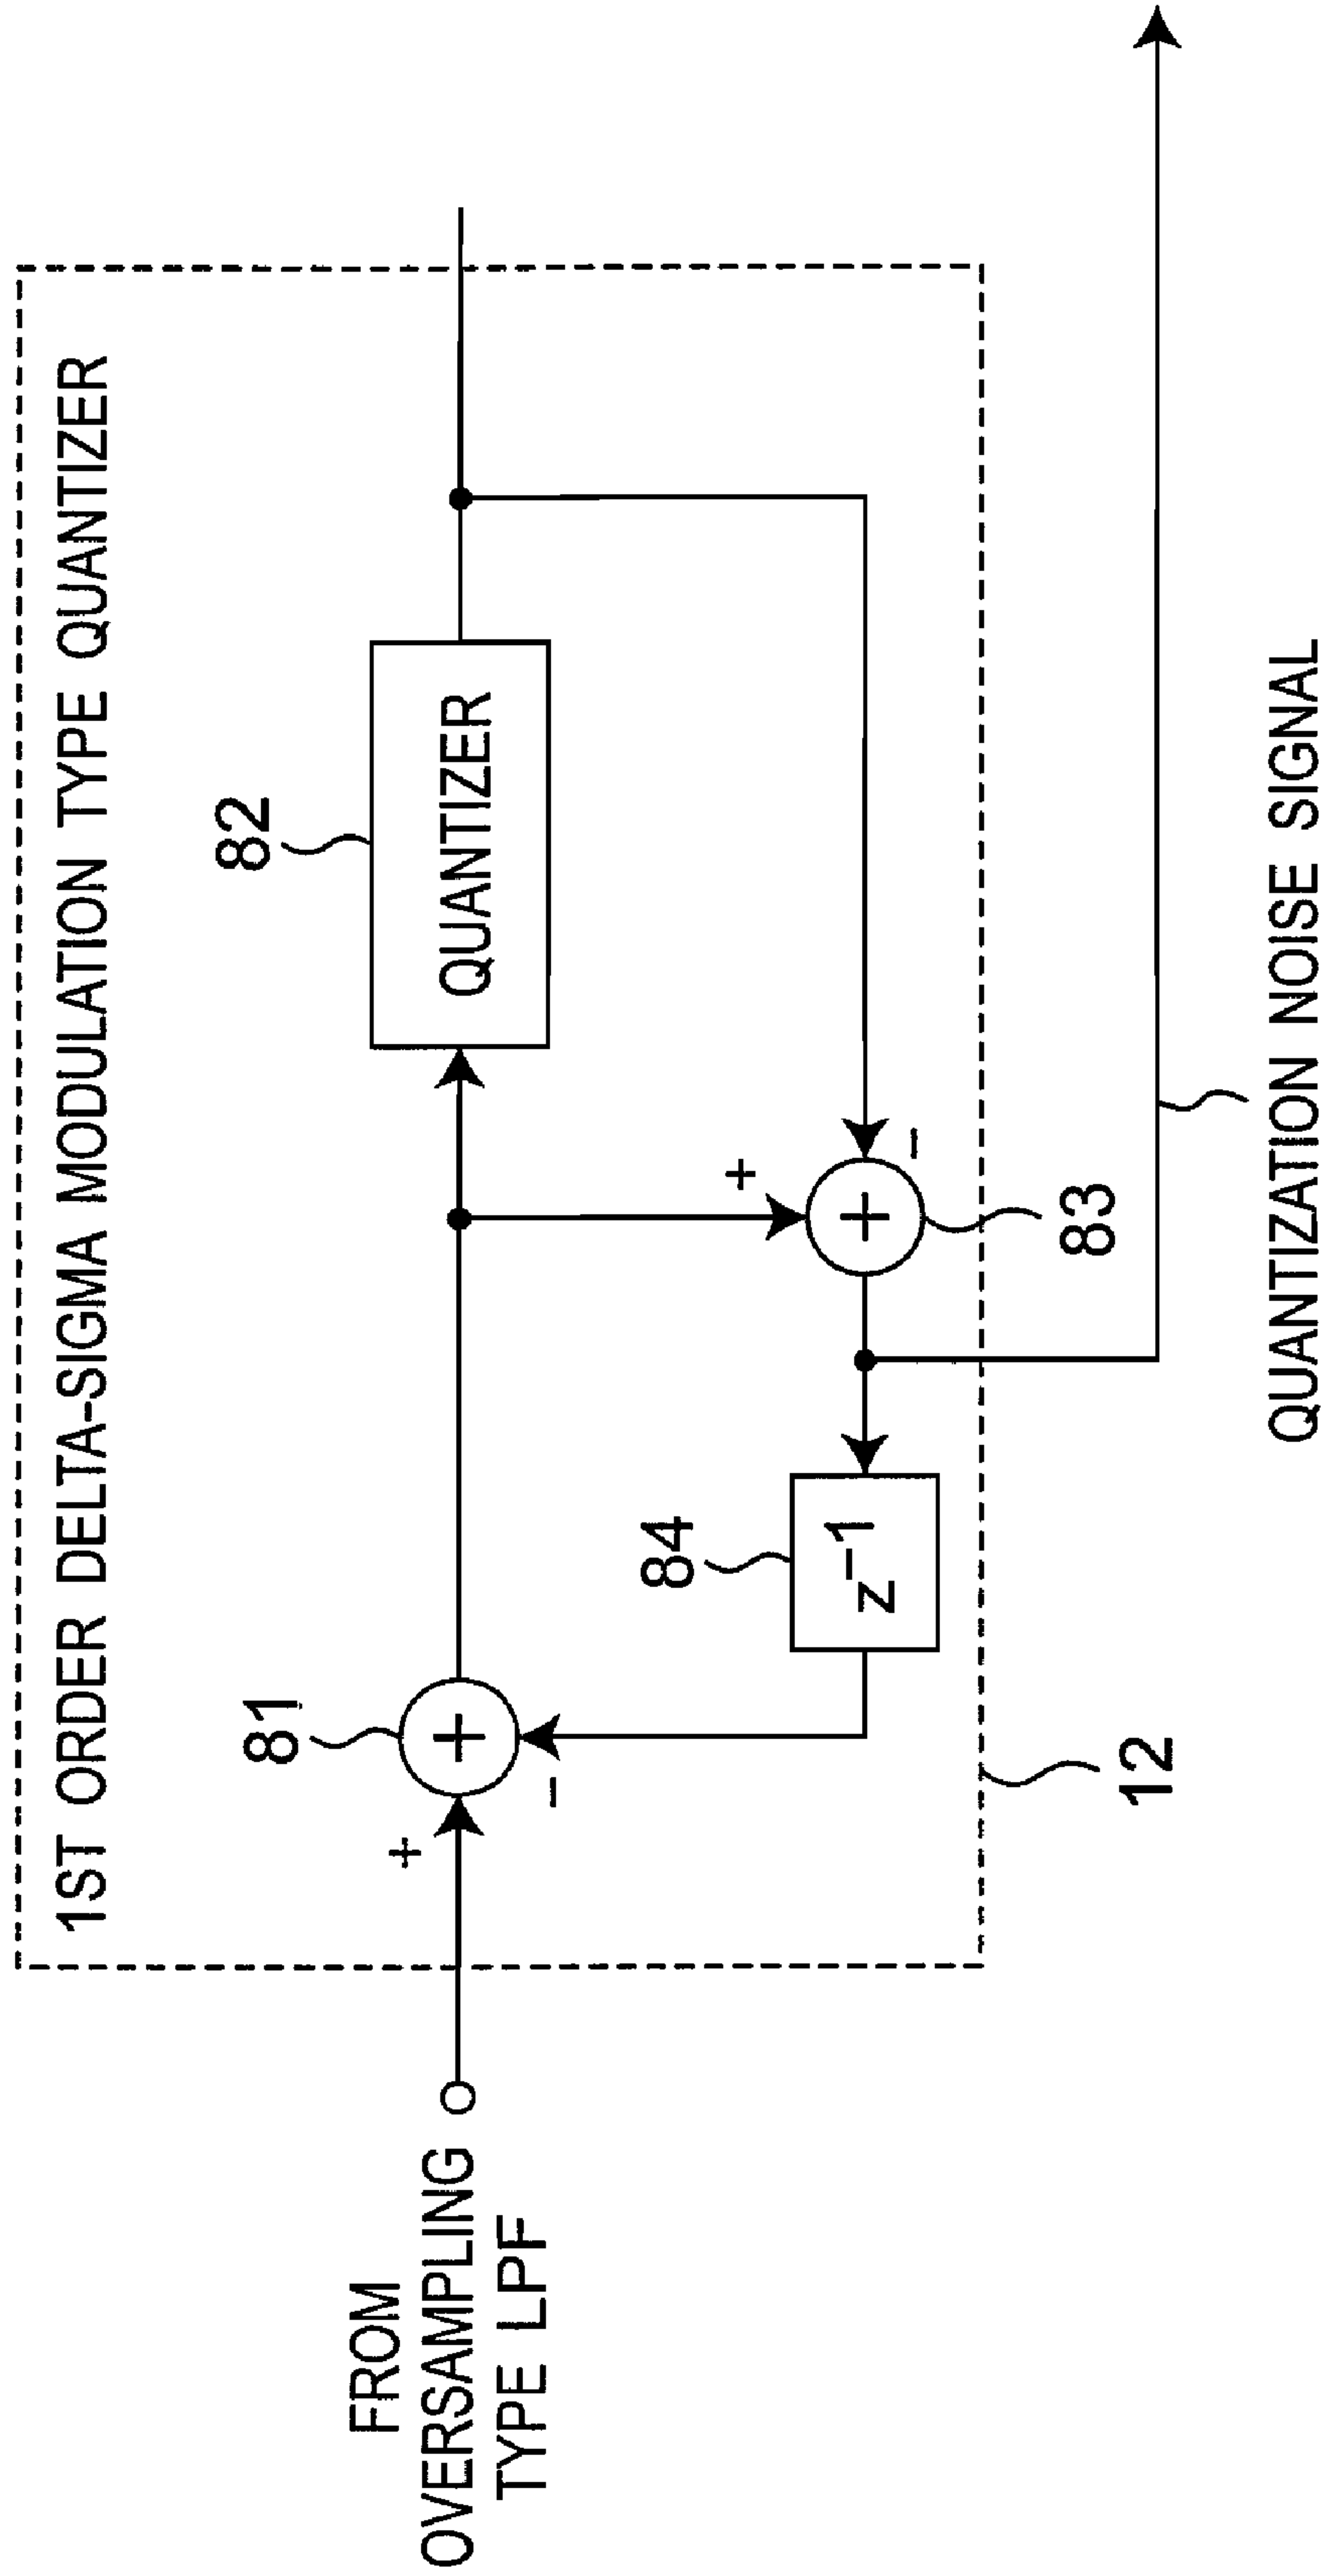 1ST ORDER DELTA-SIGMA MODULATION TYPE QUANTIZER
FROM
OVERSAMPLING
TYPE LPF
+
−
81
+
82
QUANTIZER
+
−
+
83
84
z⁻¹
12
QUANTIZATION NOISE SIGNAL